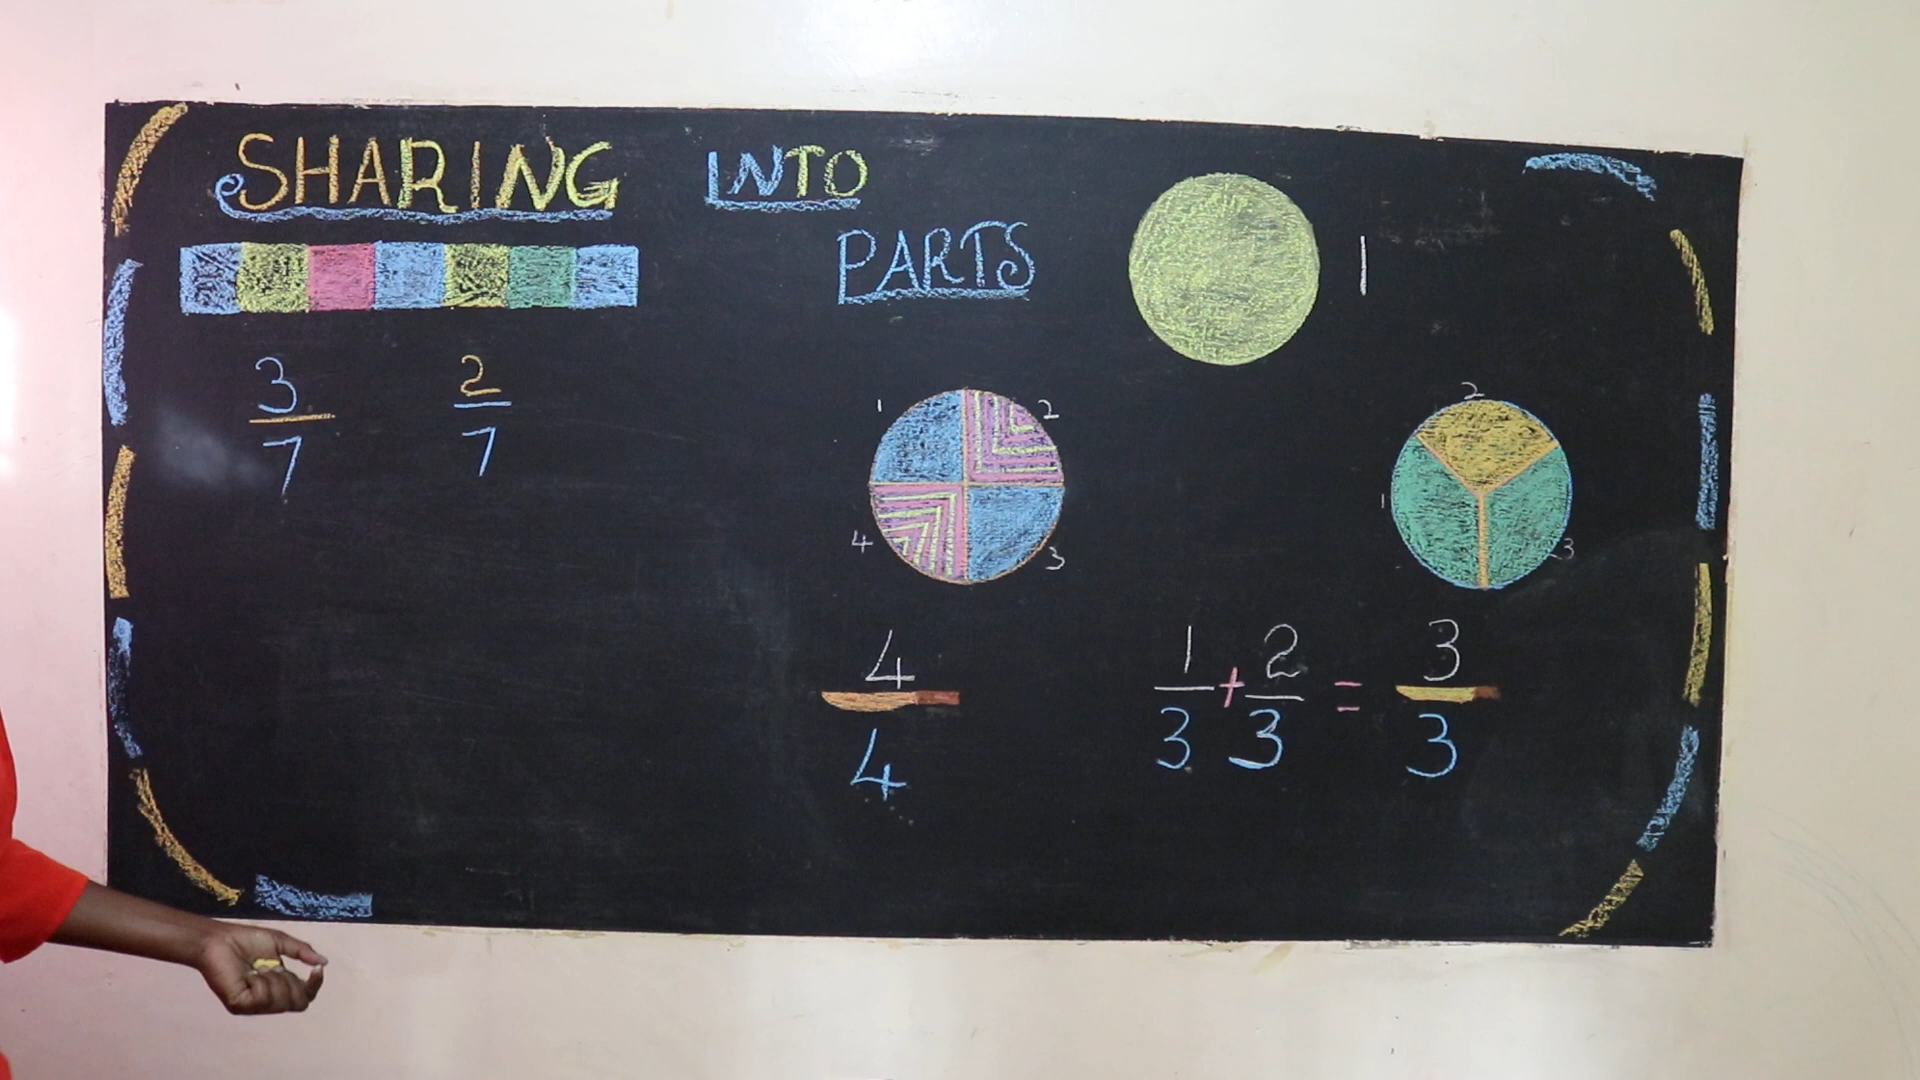 SHARING INTO
PARTS
1
3/7 2/7
1 2
4 3
2
1 3
4/4
1/3 + 2/3 = 3/3